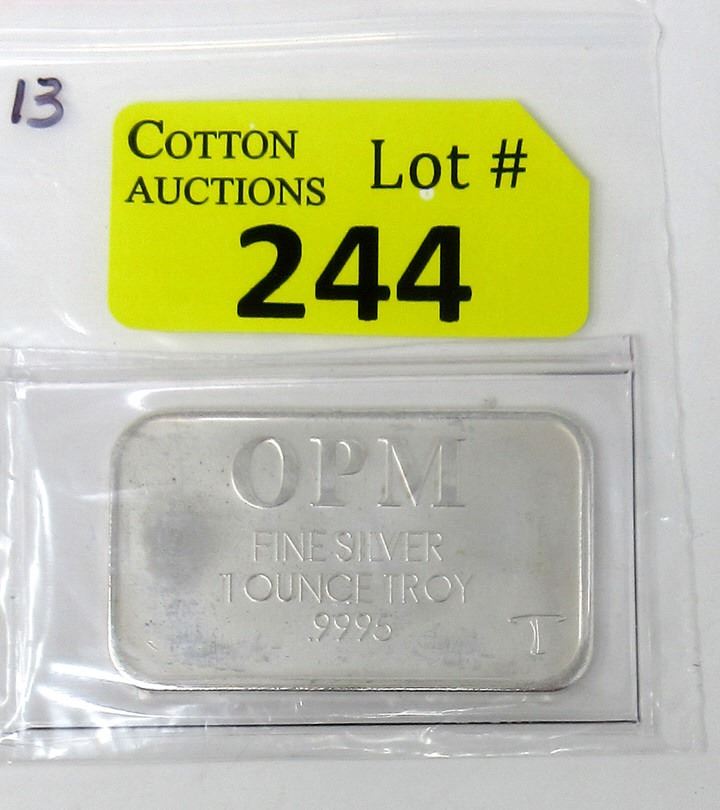 13
COTTON
AUCTIONS
Lot #
244
OPM
FINE SILVER
1 OUNCE TROY
.9995
T